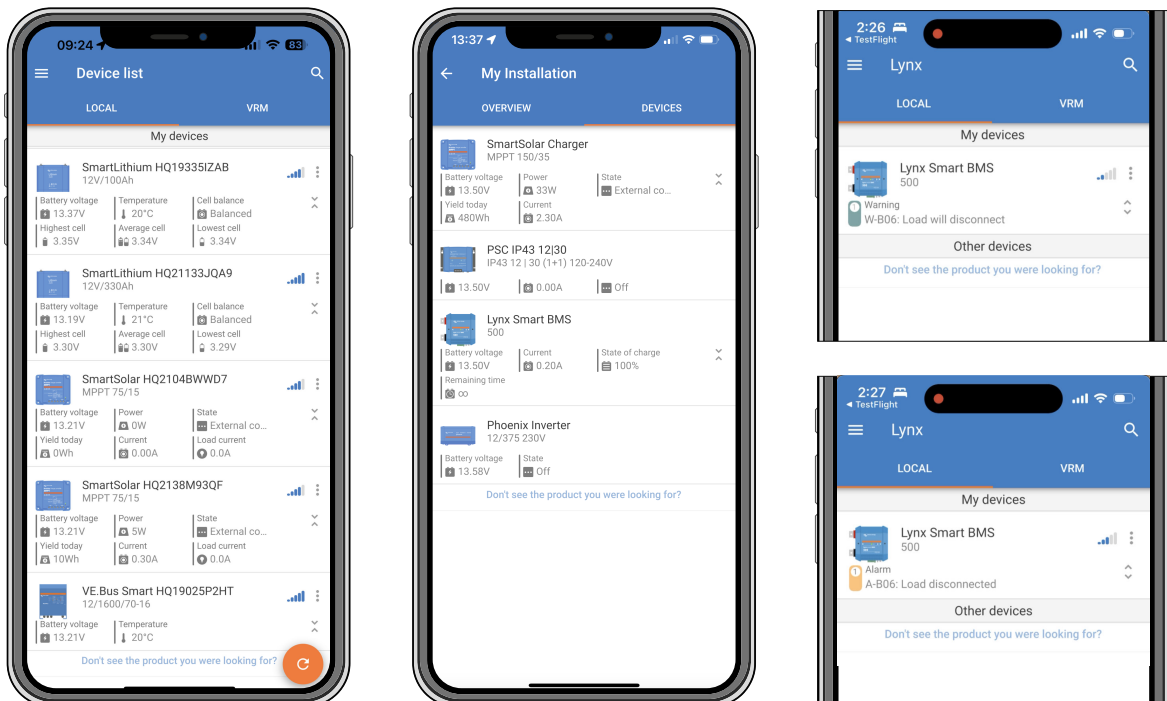 09:24 83
Device list
LOCAL VRM
My devices
SmartLithium HQ19335IZAB
12V/100Ah
Battery voltage Temperature Cell balance
13.37V 20°C Balanced
Highest cell Average cell Lowest cell
3.35V 3.34V 3.34V
SmartLithium HQ21133JQA9
12V/330Ah
Battery voltage Temperature Cell balance
13.19V 21°C Balanced
Highest cell Average cell Lowest cell
3.30V 3.30V 3.29V
SmartSolar HQ2104BWWD7
MPPT 75/15
Battery voltage Power State
13.21V 0W External co...
Yield today Current Load current
0Wh 0.00A 0.0A
SmartSolar HQ2138M93QF
MPPT 75/15
Battery voltage Power State
13.21V 5W External co...
Yield today Current Load current
10Wh 0.30A 0.0A
VE.Bus Smart HQ19025P2HT
12/1600/70-16
Battery voltage Temperature
13.21V 20°C
Don't see the product you were looking for?
13:37
My Installation
OVERVIEW DEVICES
SmartSolar Charger
MPPT 150/35
Battery voltage Power State
13.50V 33W External co...
Yield today Current
480Wh 2.30A
PSC IP43 12|30
IP43 12 | 30 (1+1) 120-240V
13.50V 0.00A Off
Lynx Smart BMS
500
Battery voltage Current State of charge
13.50V 0.20A 100%
Remaining time
∞
Phoenix Inverter
12/375 230V
Battery voltage State
13.58V Off
Don't see the product you were looking for?
2:26
◂ TestFlight
Lynx
LOCAL VRM
My devices
Lynx Smart BMS
500
1 Warning
W-B06: Load will disconnect
Other devices
Don't see the product you were looking for?
2:27
◂ TestFlight
Lynx
LOCAL VRM
My devices
Lynx Smart BMS
500
1 Alarm
A-B06: Load disconnected
Other devices
Don't see the product you were looking for?